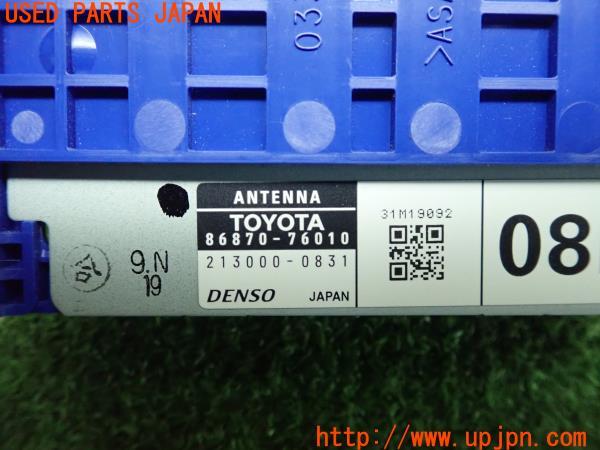 USED PARTS JAPAN
03
>ASA
ANTENNA
TOYOTA
86870-76010
213000-0831
DENSO JAPAN
31M19092
08
9.N
19
http://www.upjpn.com/